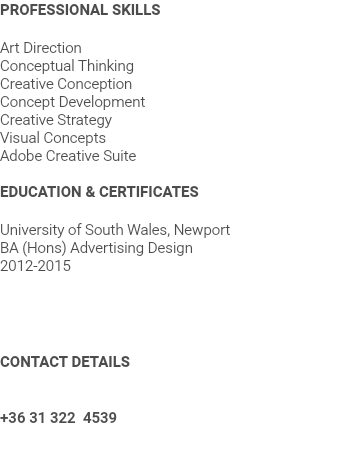 PROFESSIONAL SKILLS
Art Direction
Conceptual Thinking
Creative Conception
Concept Development
Creative Strategy
Visual Concepts
Adobe Creative Suite
EDUCATION & CERTIFICATES
University of South Wales, Newport
BA (Hons) Advertising Design
2012-2015
CONTACT DETAILS
+36 31 322  4539